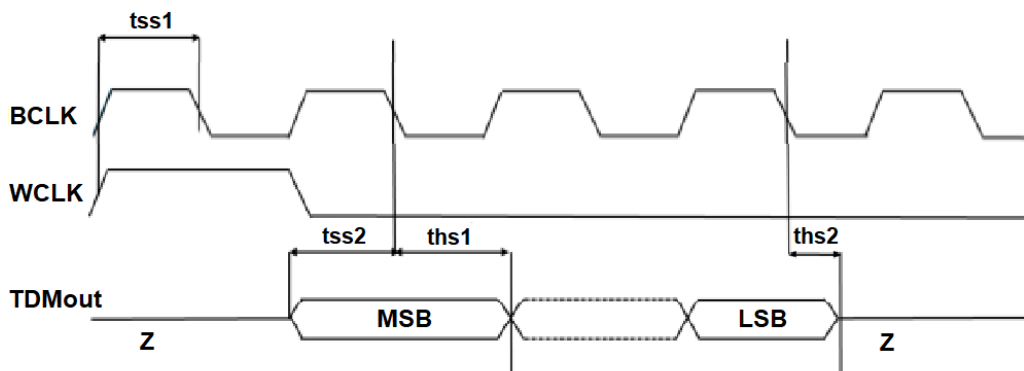 tss1
BCLK
WCLK
tss2 ths1 ths2
TDMout MSB LSB
Z Z